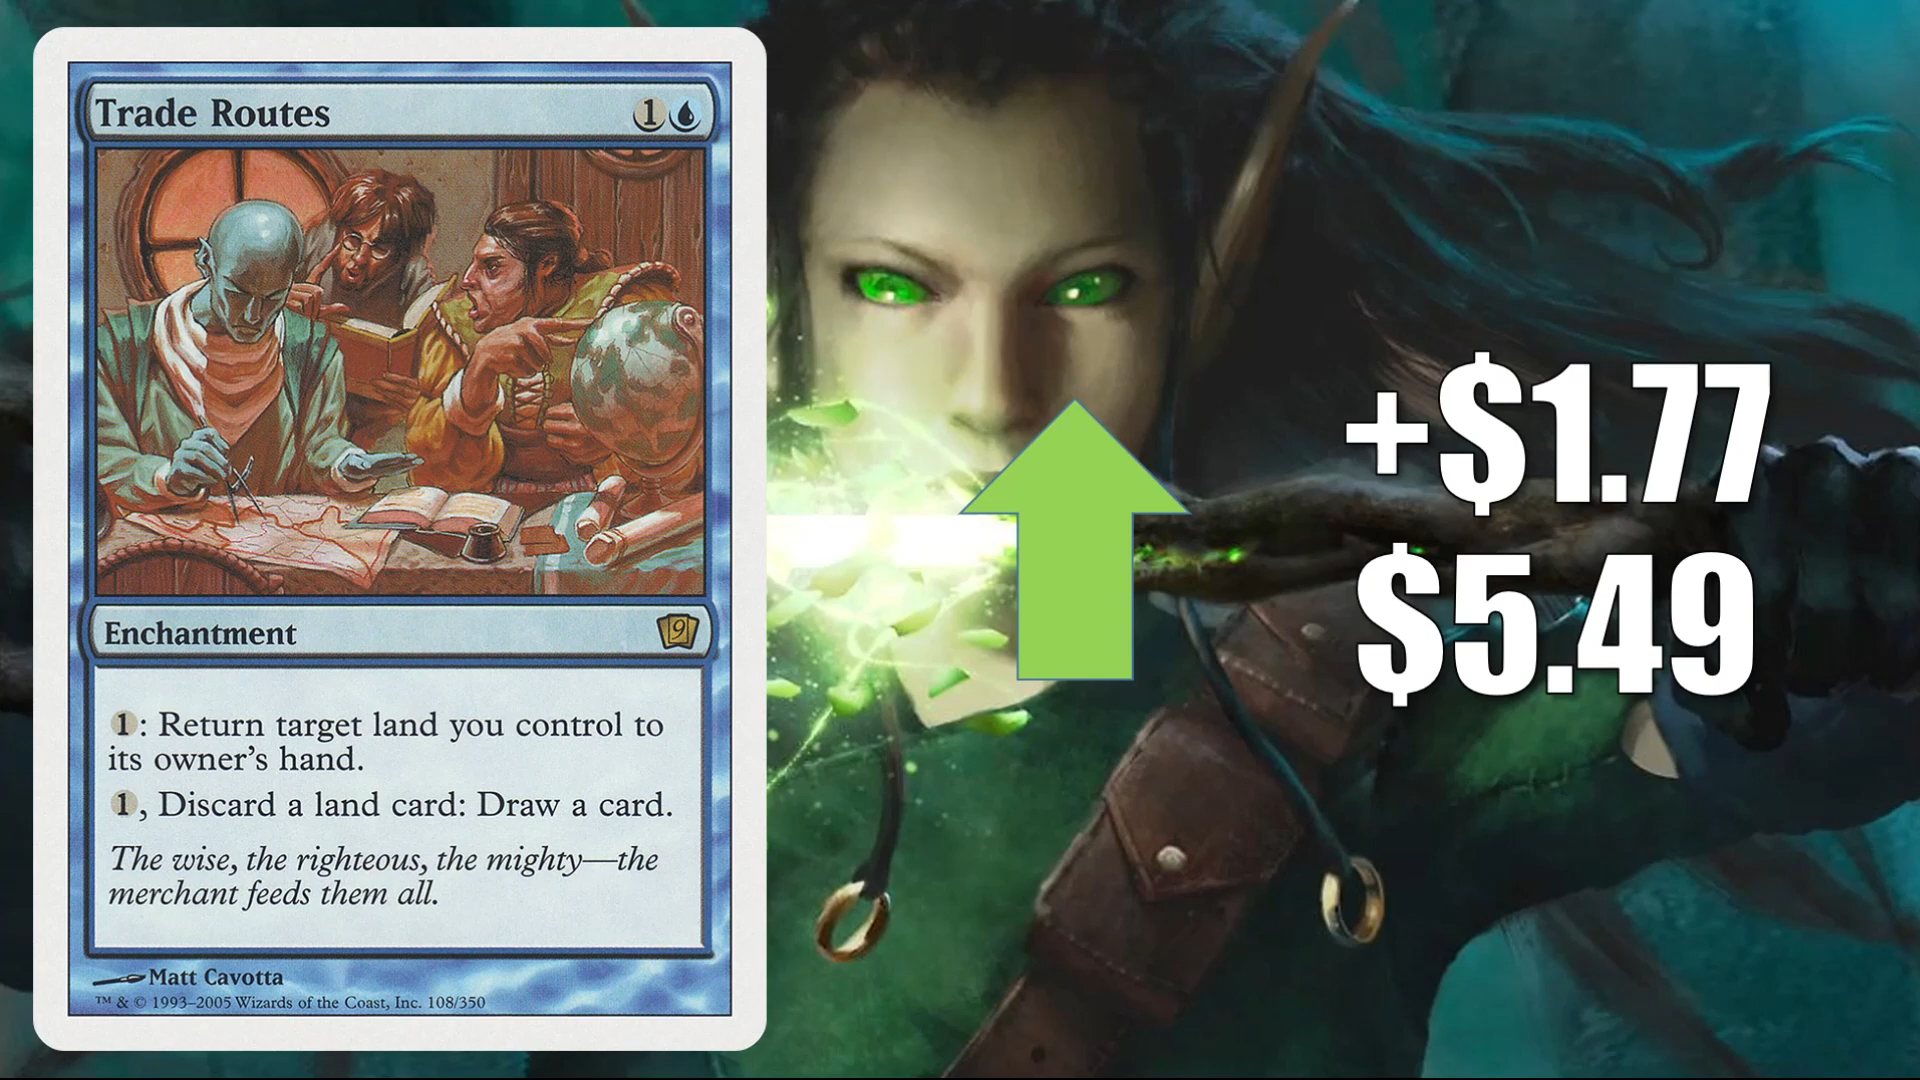 Trade Routes 1
Enchantment 9
1: Return target land you control to
its owner's hand.
1, Discard a land card: Draw a card.
The wise, the righteous, the mighty—the
merchant feeds them all.
Matt Cavotta
™ & © 1993–2005 Wizards of the Coast, Inc. 108/350
+$1.77
$5.49